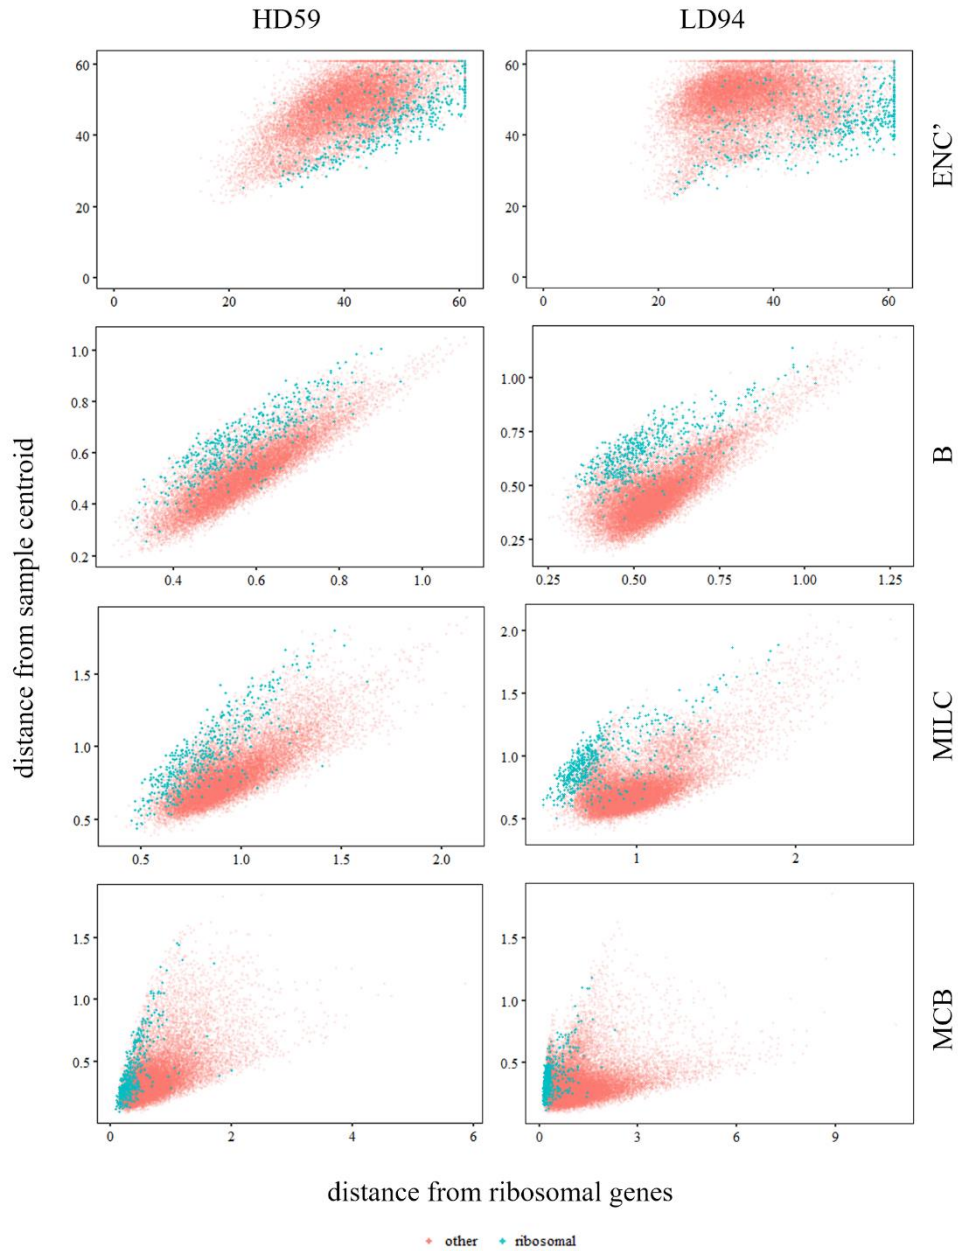 HD59 LD94
60 60
40 40
20 20
0 0
0 20 40 60 0 20 40 60
ENC’
1.0 1.00
0.8 0.75
0.6 0.50
0.4 0.25
0.2
0.4 0.6 0.8 1.0 0.25 0.50 0.75 1.00 1.25
B
distance from sample centroid
1.5 2.0
1.0 1.5
0.5 1.0
0.5
0.5 1.0 1.5 2.0 1 2
MILC
1.5 1.5
1.0 1.0
0.5 0.5
0 2 4 6 0 3 6 9
MCB
distance from ribosomal genes
other ribosomal